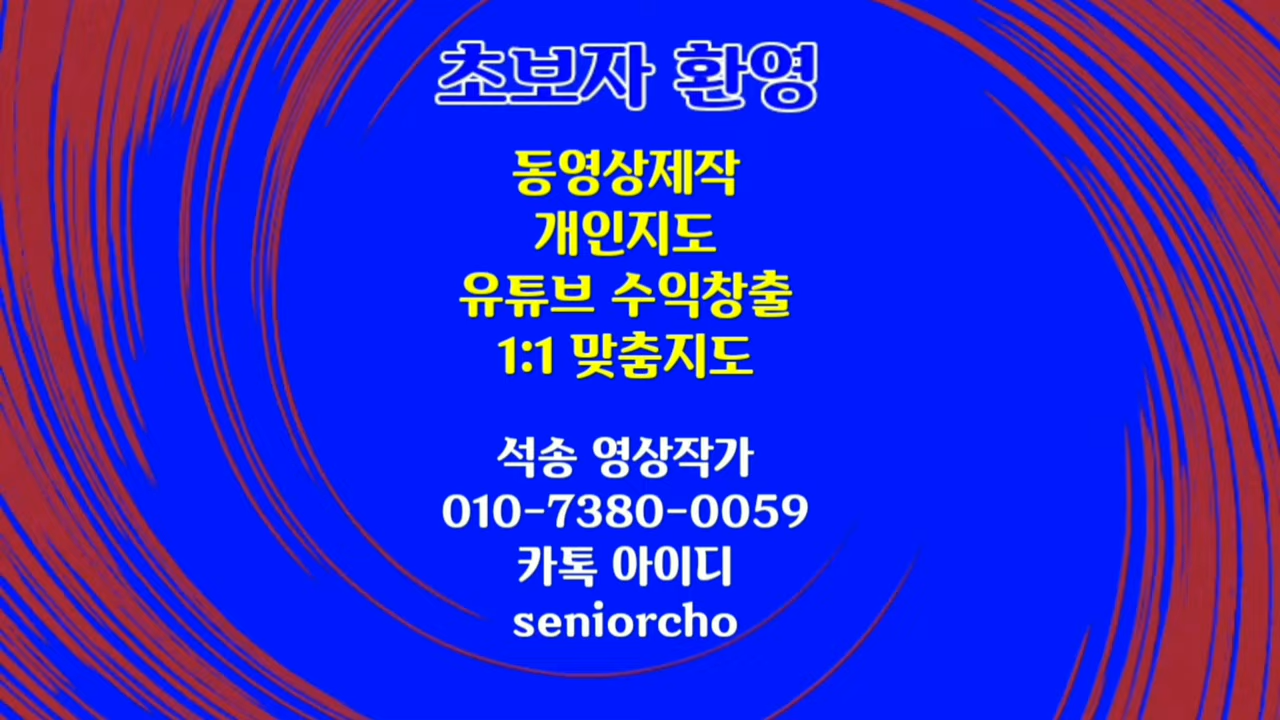 초보자 환영
동영상제작
개인지도
유튜브 수익창출
1:1 맞춤지도
석송 영상작가
010-7380-0059
카톡 아이디
seniorcho